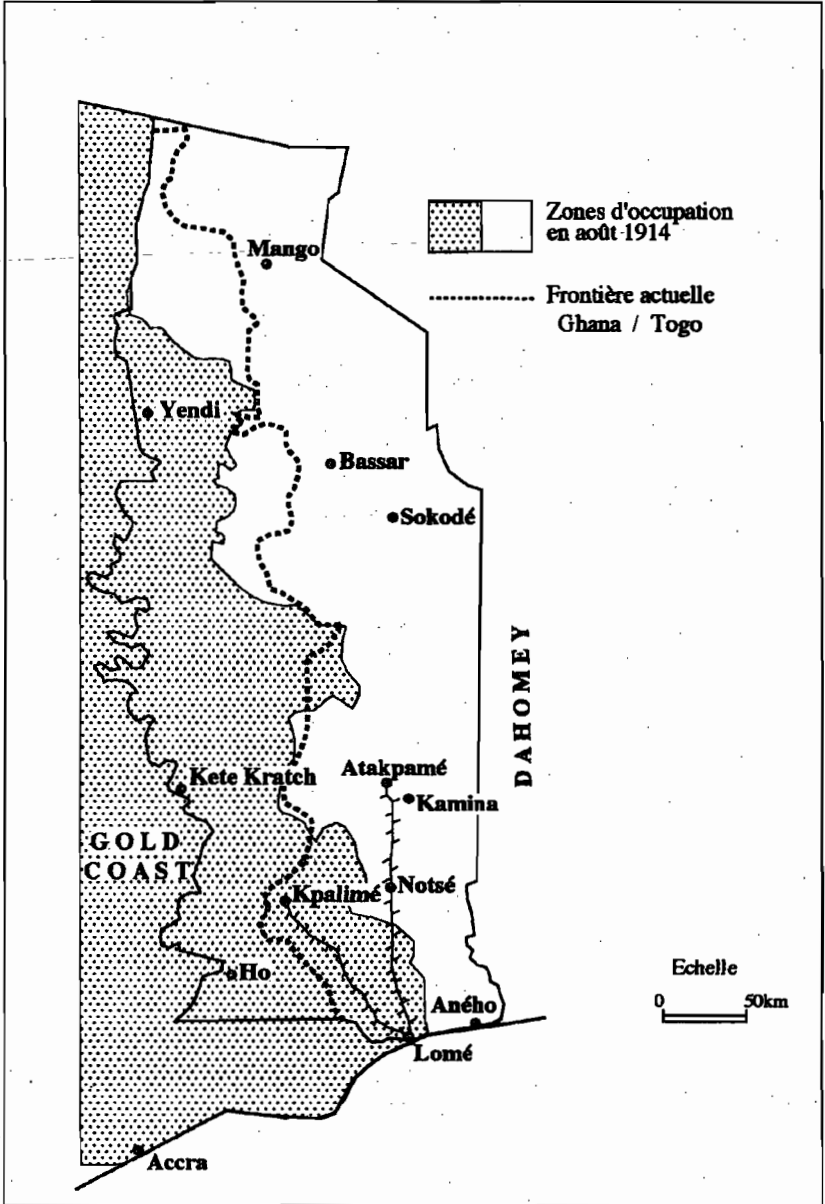 Zones d'occupation
en août 1914
Mango
Frontière actuelle
Ghana / Togo
Yendi
Bassar
Sokodé
DAHOMEY
Atakpamé
Kete Kratch
Kamina
GOLD
COAST
Notsé
Kpalimé
Ho
Echelle
0 50km
Aného
Lomé
Accra